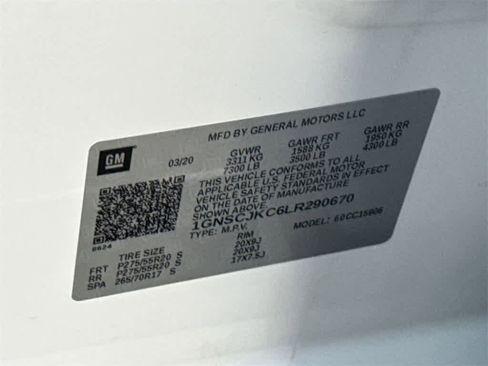 MFD BY GENERAL MOTORS LLC
GM
03/20 GVWR GAWR FRT GAWR RR
3311 KG 1588 KG 1950 KG
7300 LB 3500 LB 4300 LB
THIS VEHICLE CONFORMS TO ALL
APPLICABLE U.S. FEDERAL MOTOR
VEHICLE SAFETY STANDARDS IN EFFECT
ON THE DATE OF MANUFACTURE
SHOWN ABOVE.
1GNSCJKC6LR290670
TYPE: M.P.V. MODEL:
8624
TIRE SIZE RIM
FRT P275/55R20 S 20X9J
RR P275/55R20 S 20X9J
SPA 265/70R17 S 17X7.5J